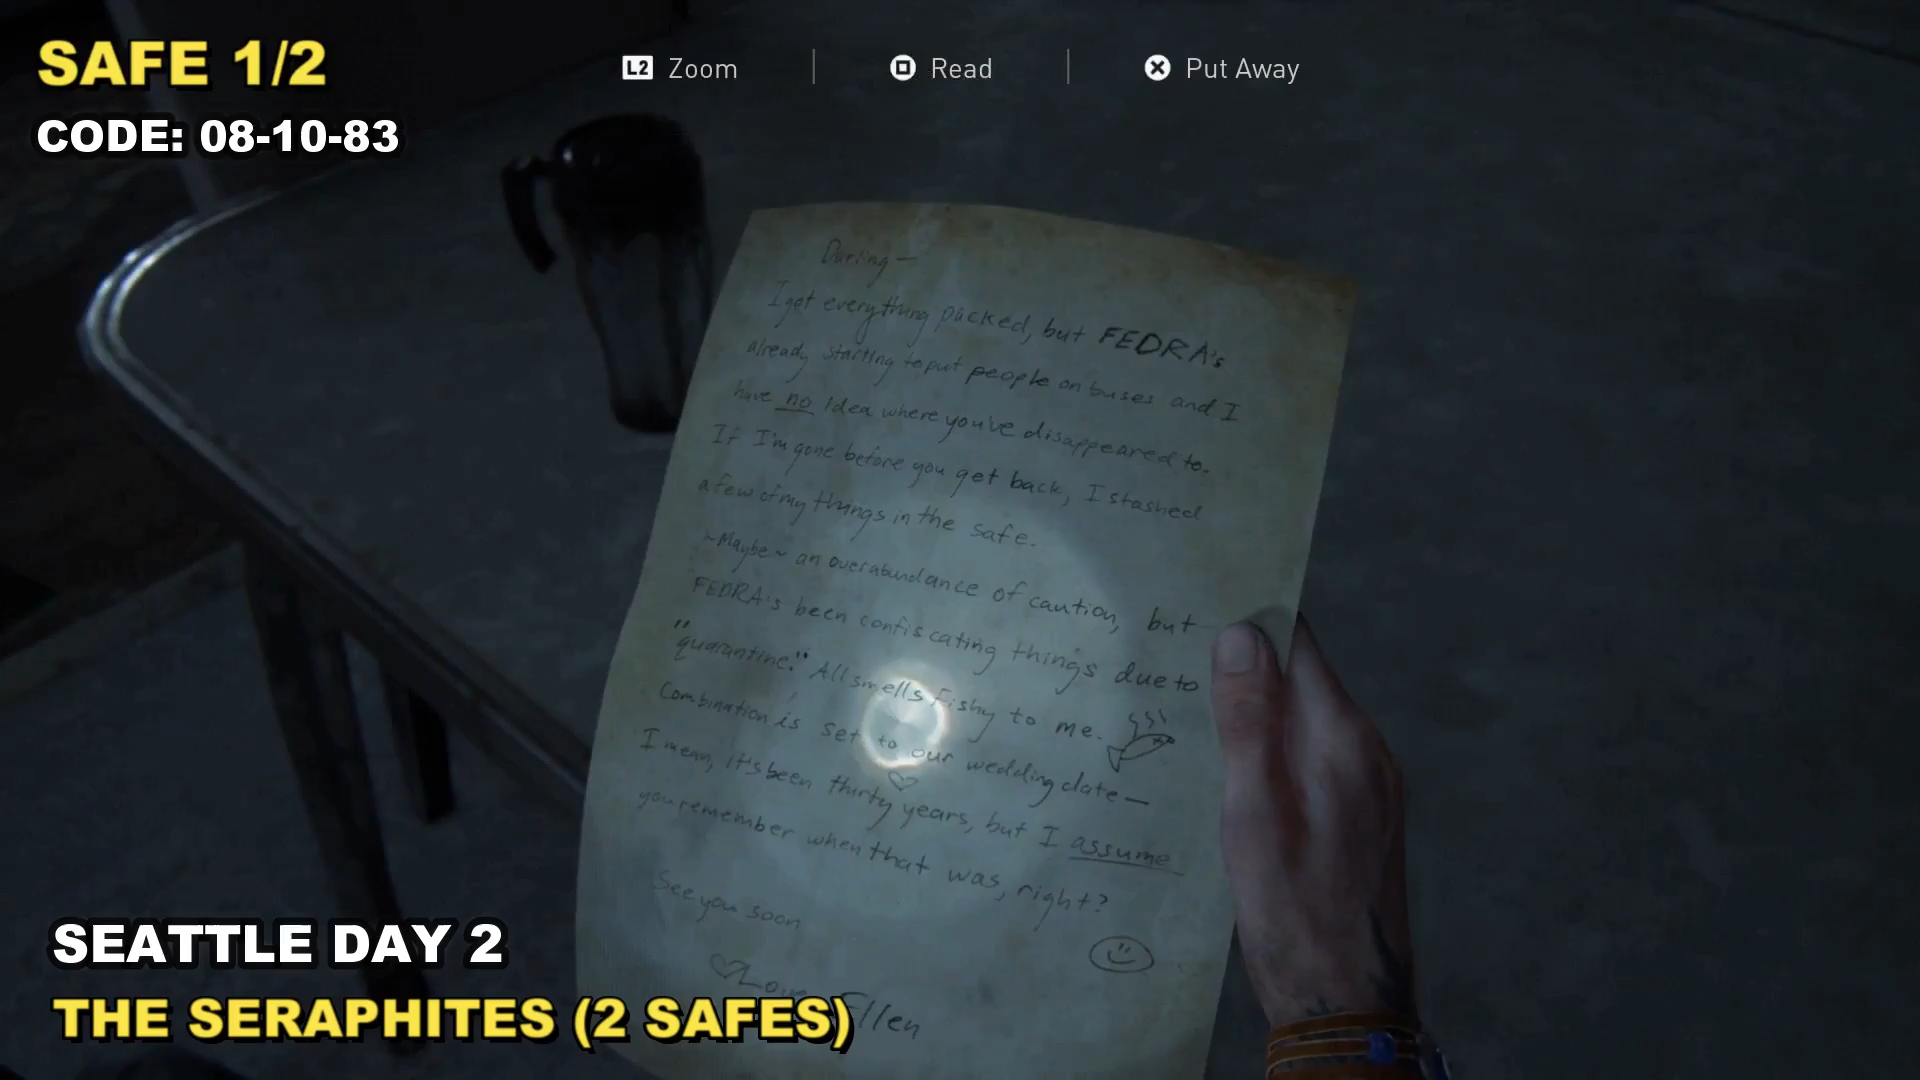 SAFE 1/2
CODE: 08-10-83
L2 Zoom Read Put Away
Darling —
I got everything packed, but FEDRA's
already starting to put people on buses and I
have no idea where you've disappeared to.
If I'm gone before you get back, I stashed
a few of my things in the safe.
~Maybe~ an overabundance of caution, but
FEDRA's been confiscating things due to
"quarantine." All smells fishy to me.
Combination is set to our wedding date —
I mean, it's been thirty years, but I assume
you remember when that was, right?
See you soon
Ellen
SEATTLE DAY 2
THE SERAPHITES (2 SAFES)